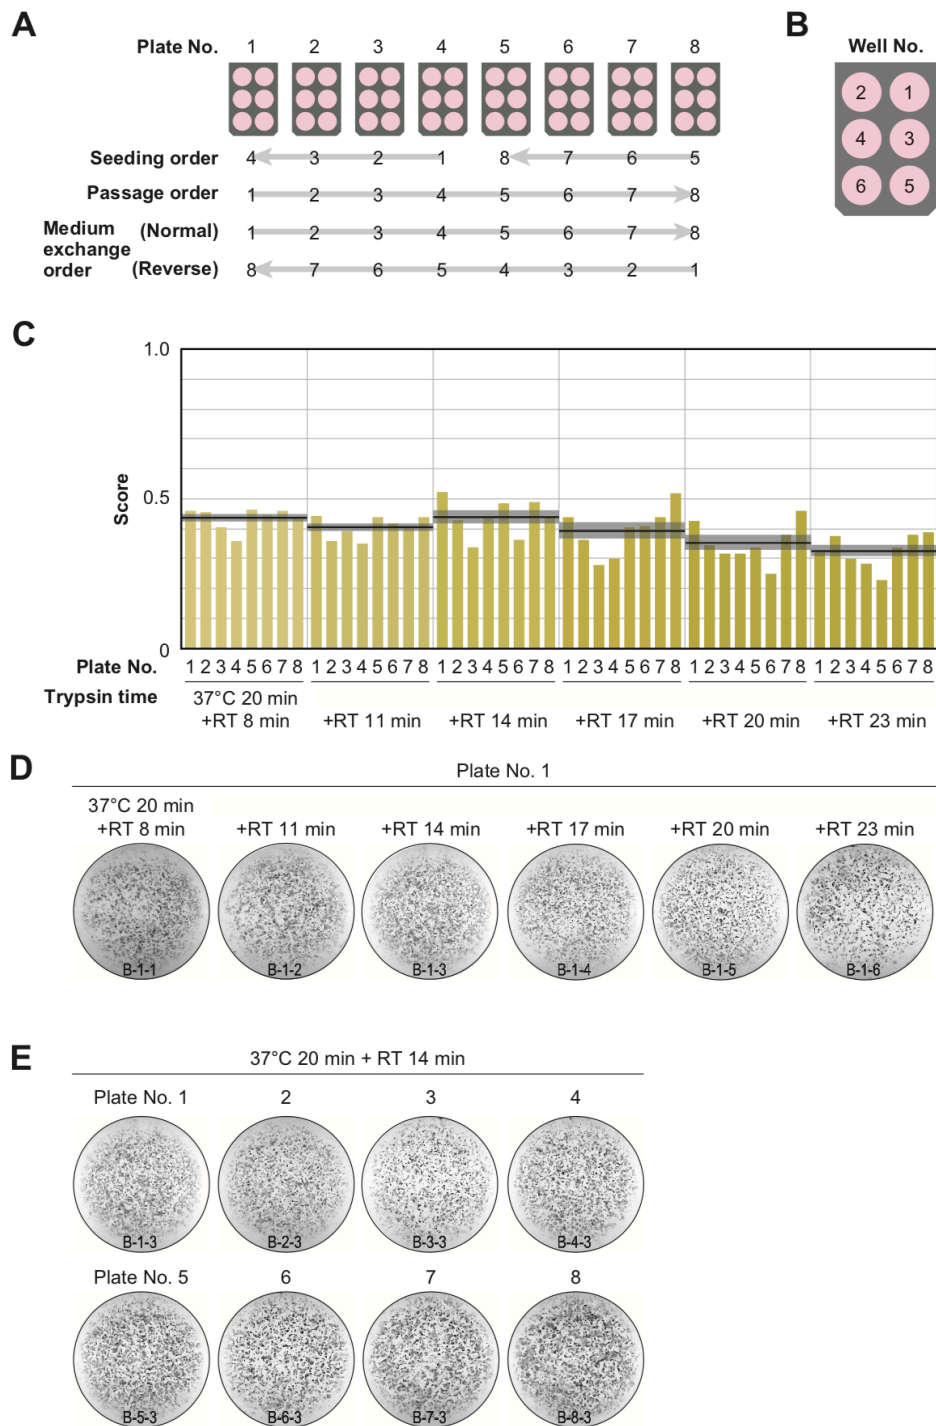 A
Plate No. 1 2 3 4 5 6 7 8
Seeding order 4 3 2 1 8 7 6 5
Passage order 1 2 3 4 5 6 7 8
Medium exchange order
(Normal) 1 2 3 4 5 6 7 8
(Reverse) 8 7 6 5 4 3 2 1
B
Well No.
2 1
4 3
6 5
C
1.0
0.5
0
Score
Plate No. 1 2 3 4 5 6 7 8 1 2 3 4 5 6 7 8 1 2 3 4 5 6 7 8 1 2 3 4 5 6 7 8 1 2 3 4 5 6 7 8 1 2 3 4 5 6 7 8
Trypsin time 37°C 20 min
+RT 8 min +RT 11 min +RT 14 min +RT 17 min +RT 20 min +RT 23 min
D
Plate No. 1
37°C 20 min
+RT 8 min +RT 11 min +RT 14 min +RT 17 min +RT 20 min +RT 23 min
B-1-1 B-1-2 B-1-3 B-1-4 B-1-5 B-1-6
E
37°C 20 min + RT 14 min
Plate No. 1 2 3 4
B-1-3 B-2-3 B-3-3 B-4-3
Plate No. 5 6 7 8
B-5-3 B-6-3 B-7-3 B-8-3